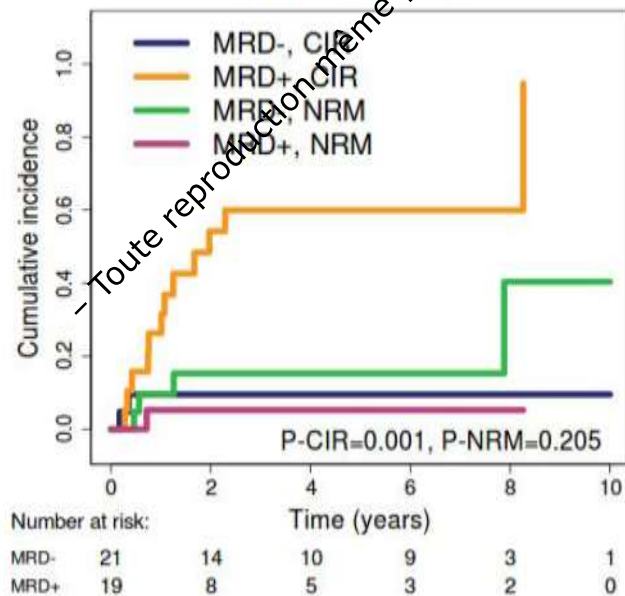 – Toute reproduction même
MRD-, CIR
MRD+, CIR
MRD-, NRM
MRD+, NRM
Cumulative incidence
1.0
0.8
0.6
0.4
0.2
0.0
P-CIR=0.001, P-NRM=0.205
0 2 4 6 8 10
Number at risk: Time (years)
MRD- 21 14 10 9 3 1
MRD+ 19 8 5 3 2 0